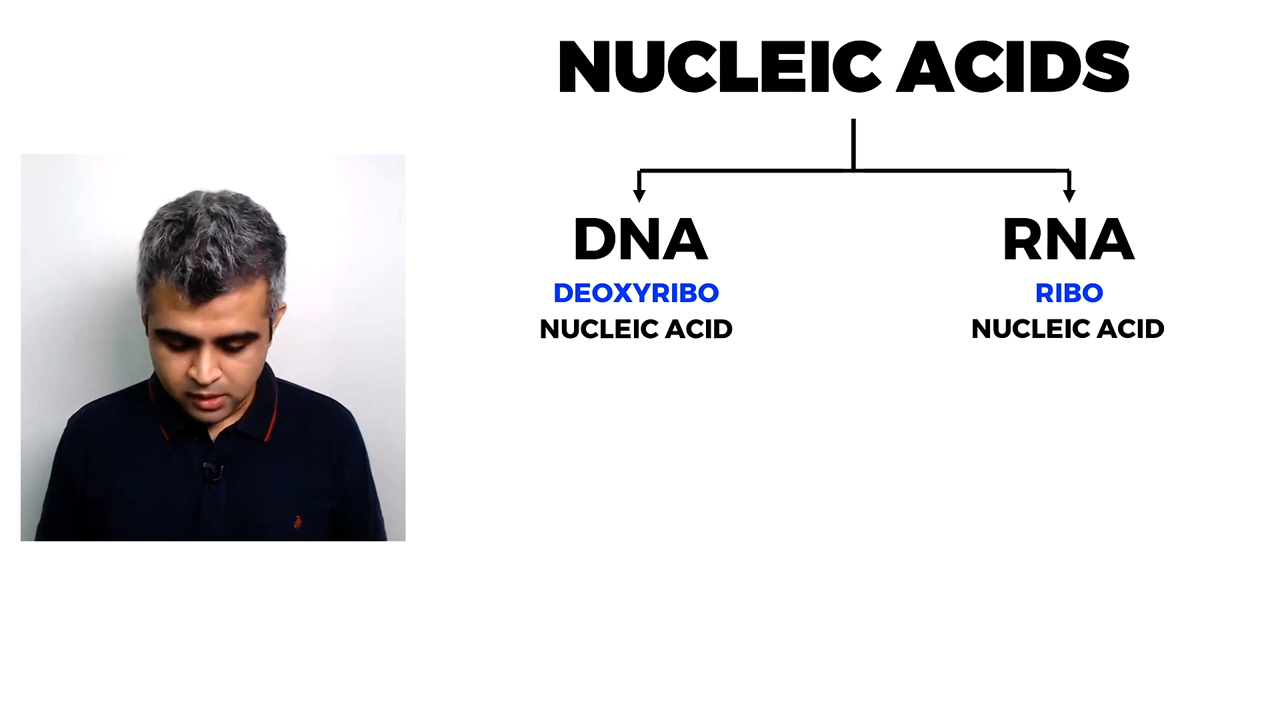 NUCLEIC ACIDS
DNA
DEOXYRIBO
NUCLEIC ACID
RNA
RIBO
NUCLEIC ACID